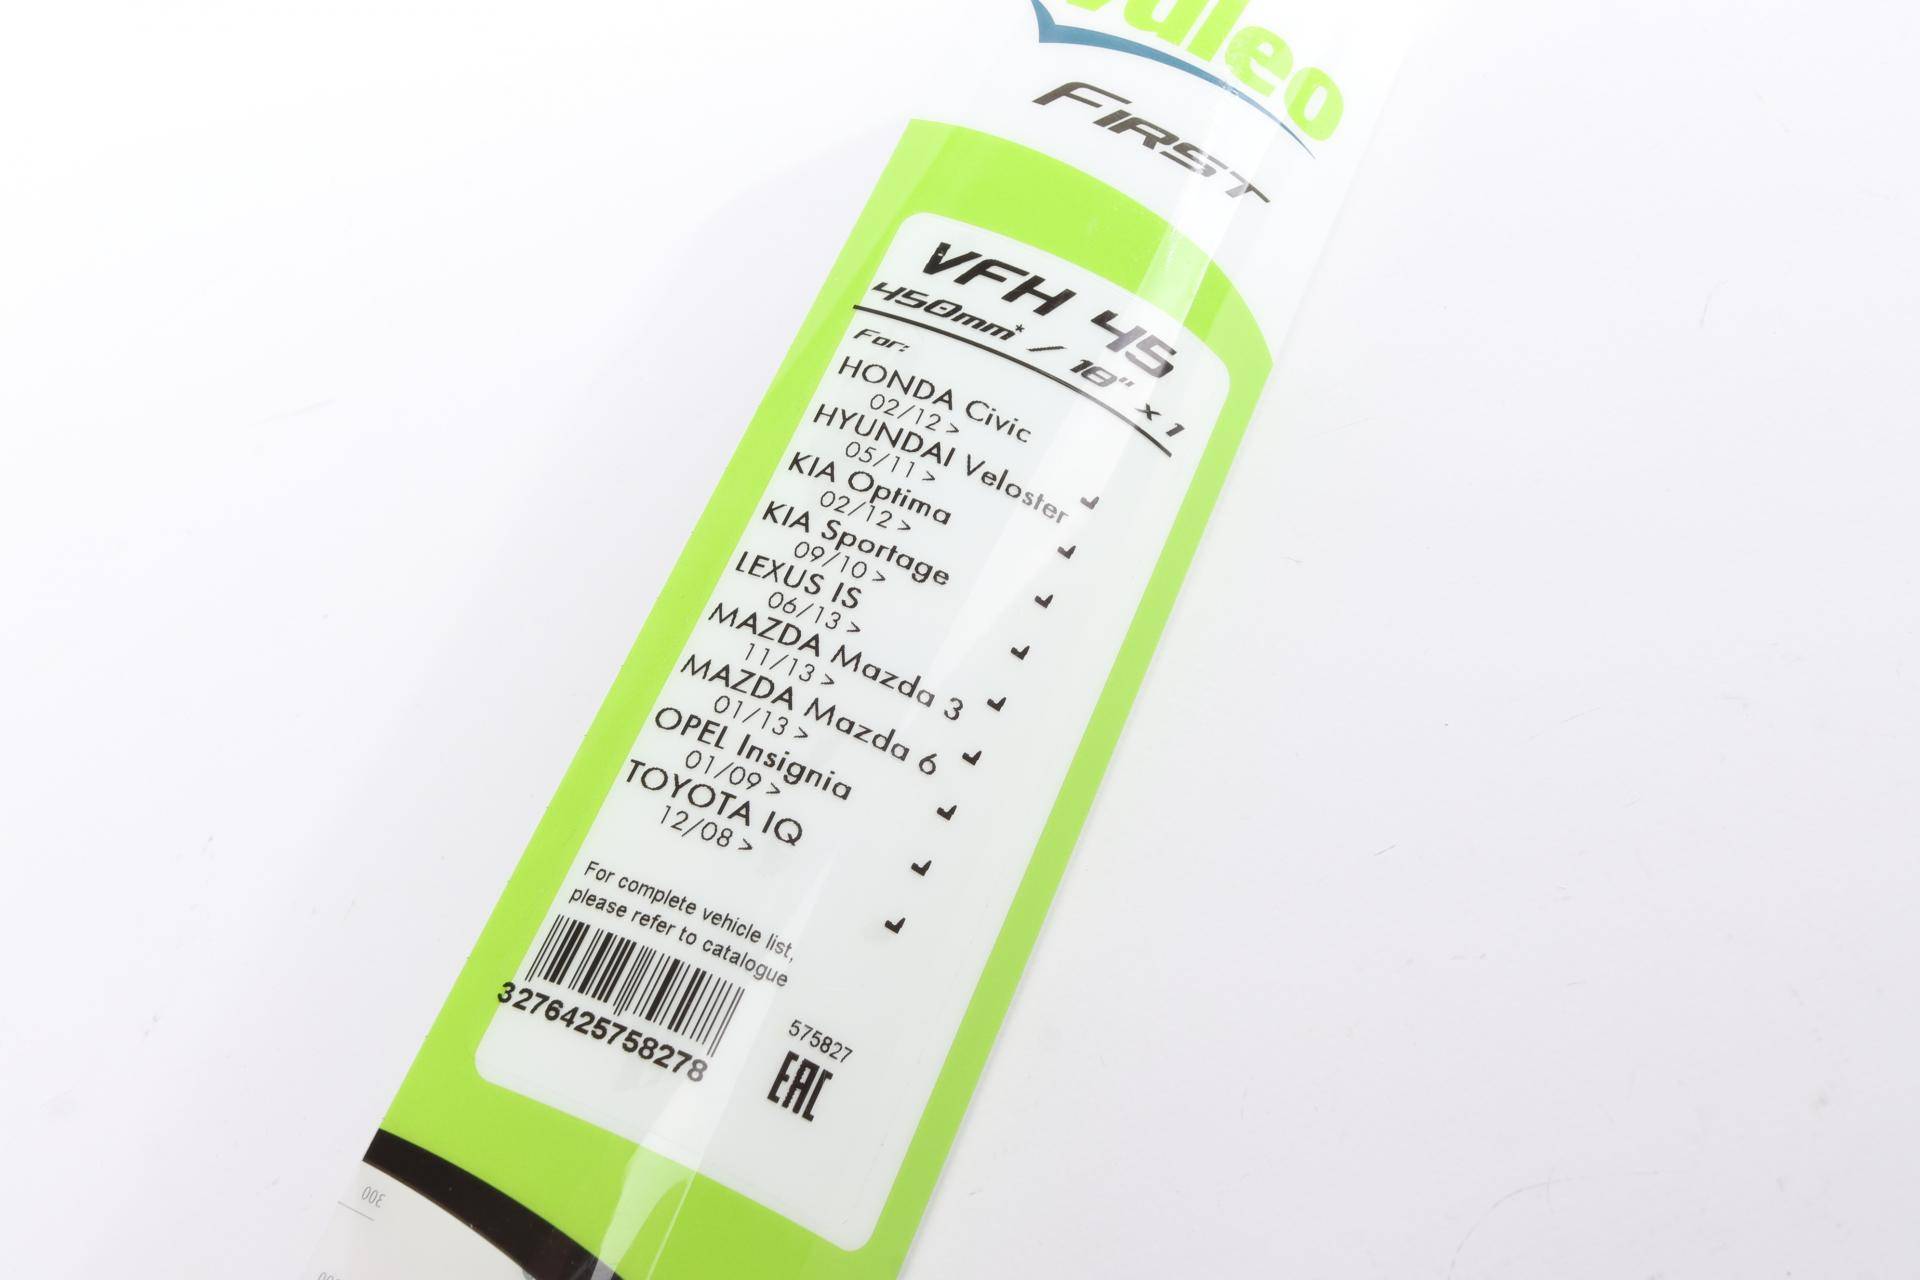 valeo
FIRST
VFH 45
450mm* / 18" x 1
For:
HONDA Civic
02/12 >
HYUNDAI Veloster
05/11 >
KIA Optima
02/12 >
KIA Sportage
09/10 >
LEXUS IS
06/13 >
MAZDA Mazda 3
11/13 >
MAZDA Mazda 6
01/13 >
OPEL Insignia
01/09 >
TOYOTA IQ
12/08 >
For complete vehicle list,
please refer to catalogue
3276425758278
575827
EAC
300